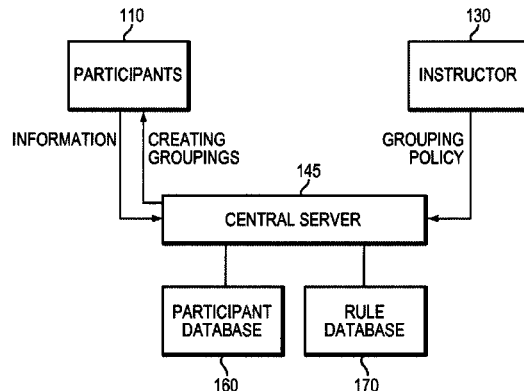 110
130
PARTICIPANTS
INSTRUCTOR
INFORMATION
CREATING
GROUPINGS
GROUPING
POLICY
145
CENTRAL SERVER
PARTICIPANT
DATABASE
RULE
DATABASE
160
170